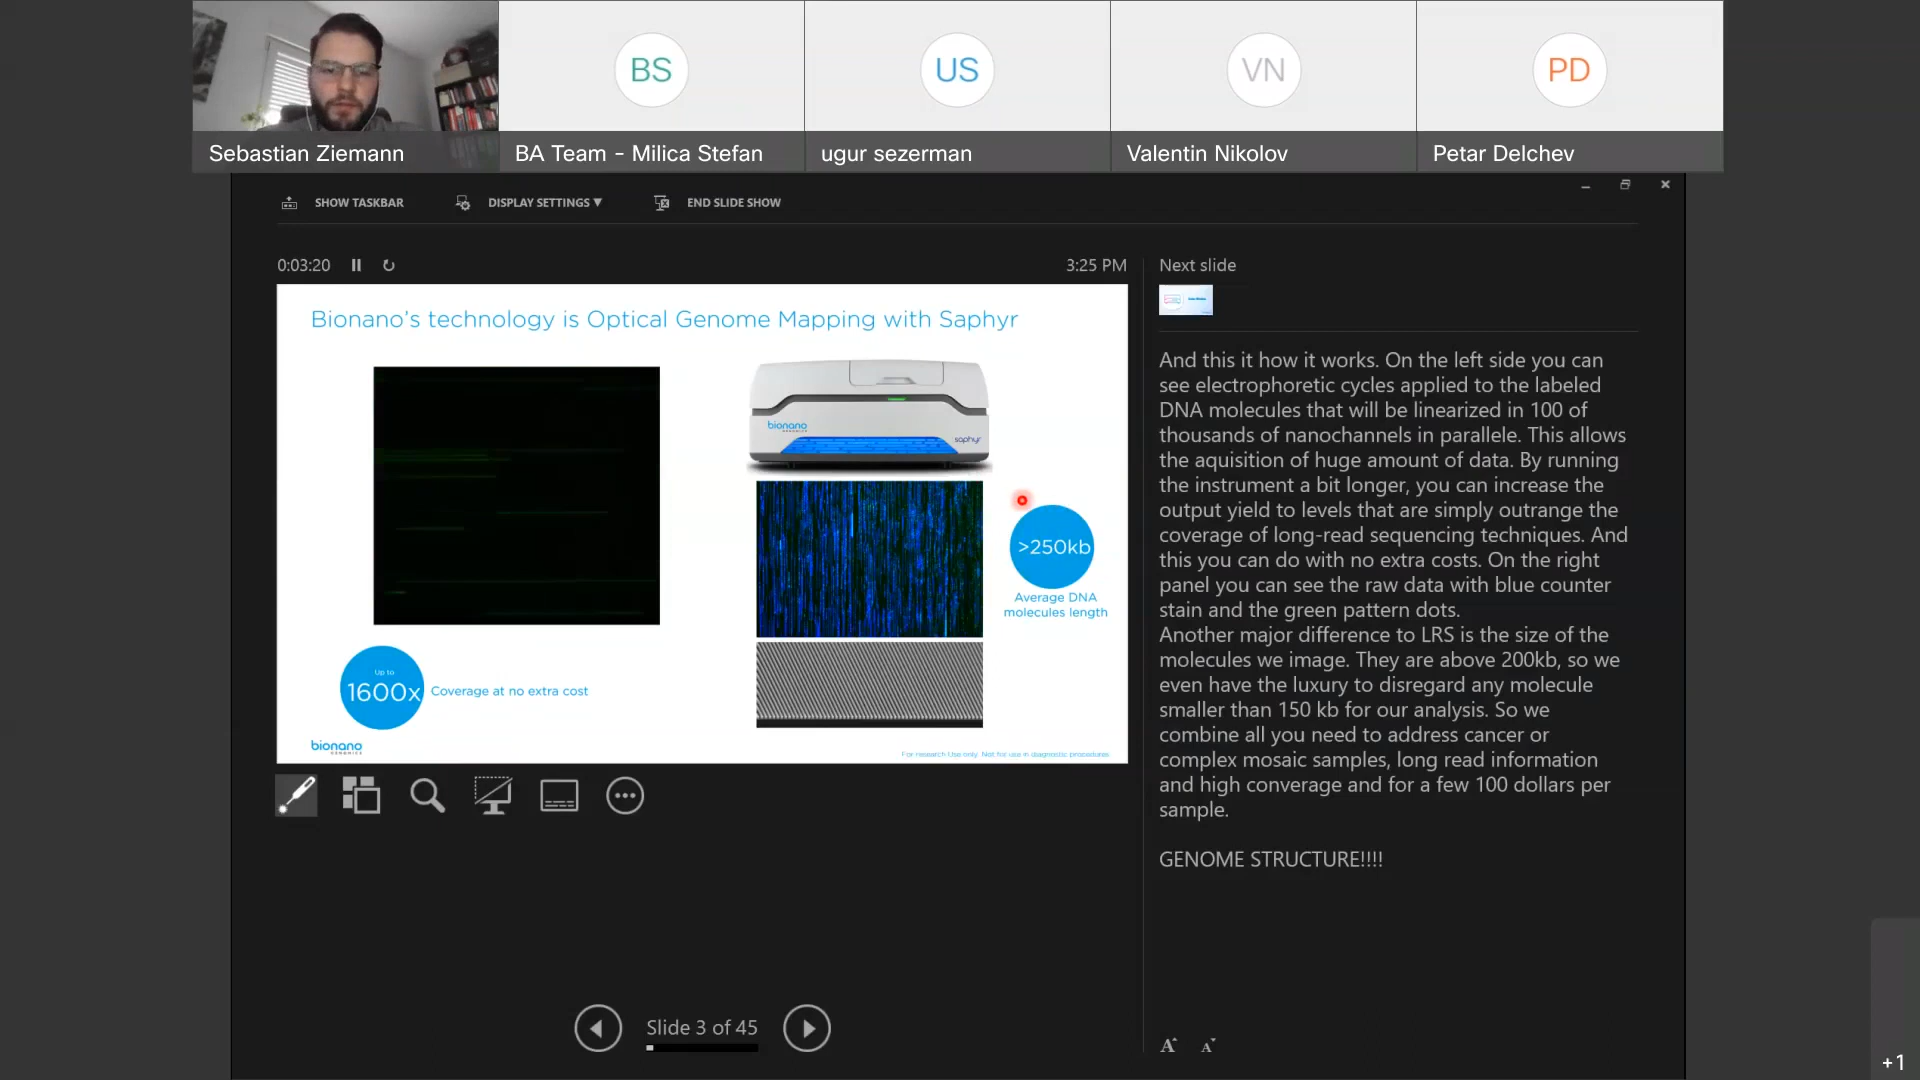 BS
US
VN
PD
Sebastian Ziemann
BA Team - Milica Stefan
ugur sezerman
Valentin Nikolov
Petar Delchev
SHOW TASKBAR
DISPLAY SETTINGS ▼
END SLIDE SHOW
0:03:20
3:25 PM
Bionano's technology is Optical Genome Mapping with Saphyr
bionano
GENOMICS
saphyr
>250kb
Average DNA
molecules length
Up to
1600x
Coverage at no extra cost
bionano
GENOMICS
For research Use only. Not for use in diagnostic procedures.
Next slide
And this it how it works. On the left side you can
see electrophoretic cycles applied to the labeled
DNA molecules that will be linearized in 100 of
thousands of nanochannels in parallele. This allows
the aquisition of huge amount of data. By running
the instrument a bit longer, you can increase the
output yield to levels that are simply outrange the
coverage of long-read sequencing techniques. And
this you can do with no extra costs. On the right
panel you can see the raw data with blue counter
stain and the green pattern dots.
Another major difference to LRS is the size of the
molecules we image. They are above 200kb, so we
even have the luxury to disregard any molecule
smaller than 150 kb for our analysis. So we
combine all you need to address cancer or
complex mosaic samples, long read information
and high converage and for a few 100 dollars per
sample.
GENOME STRUCTURE!!!!
Slide 3 of 45
A A
+1